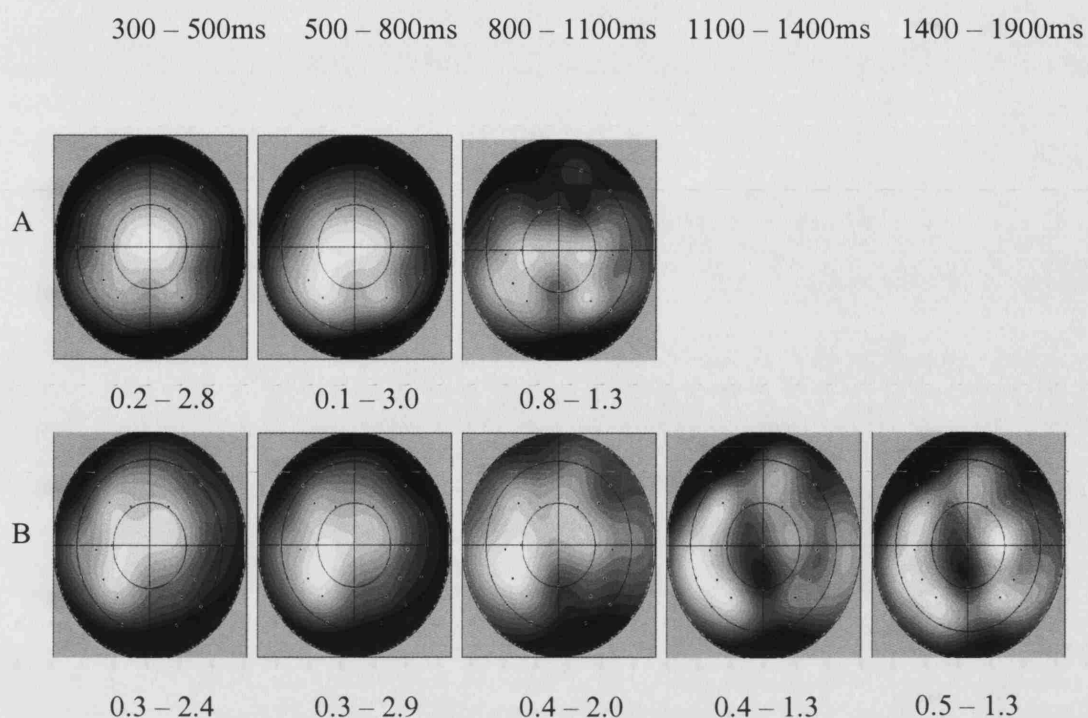 300 – 500ms 500 – 800ms 800 – 1100ms 1100 – 1400ms 1400 – 1900ms
A
0.2 – 2.8 0.1 – 3.0 0.8 – 1.3
B
0.3 – 2.4 0.3 – 2.9 0.4 – 2.0 0.4 – 1.3 0.5 – 1.3